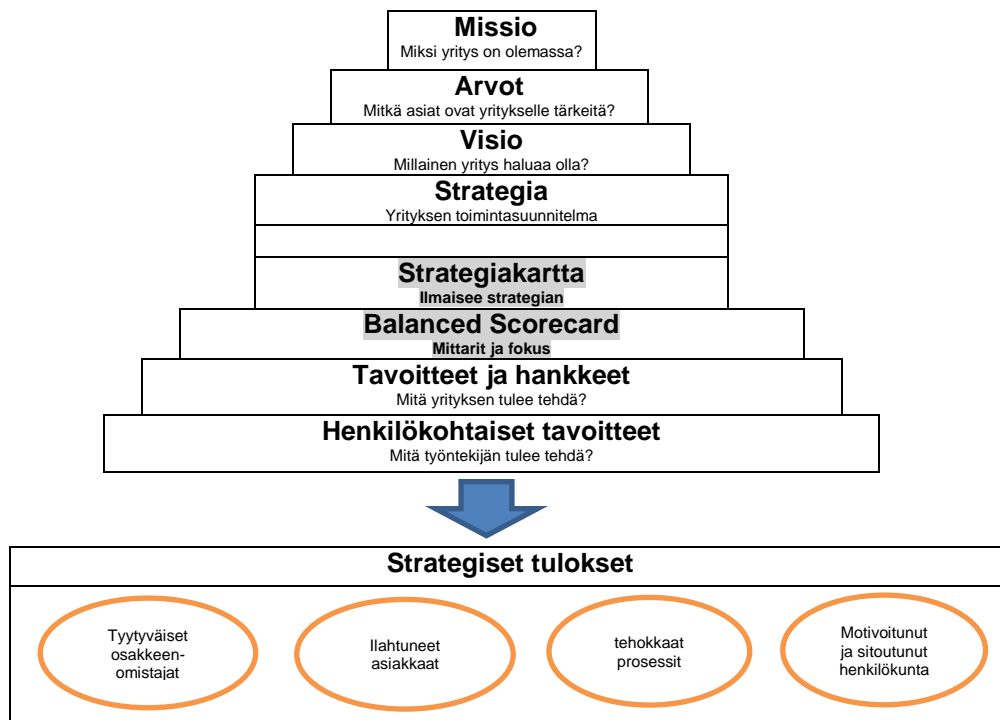 Missio
Miksi yritys on olemassa?
Arvot
Mitkä asiat ovat yritykselle tärkeitä?
Visio
Millainen yritys haluaa olla?
Strategia
Yrityksen toimintasuunnitelma
Strategiakartta
Ilmaisee strategian
Balanced Scorecard
Mittarit ja fokus
Tavoitteet ja hankkeet
Mitä yrityksen tulee tehdä?
Henkilökohtaiset tavoitteet
Mitä työntekijän tulee tehdä?
Strategiset tulokset
Tyytyväiset
osakkeen-
omistajat
Ilahtuneet
asiakkaat
tehokkaat
prosessit
Motivoitunut
ja sitoutunut
henkilökunta